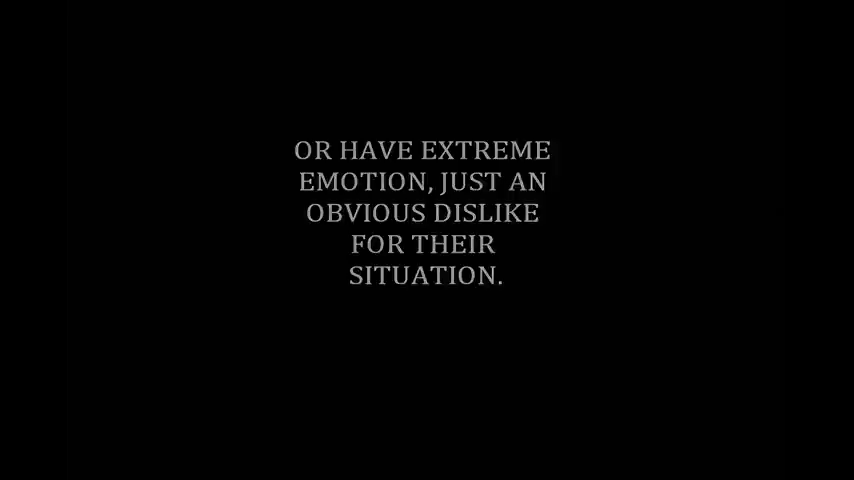 OR HAVE EXTREME
EMOTION, JUST AN
OBVIOUS DISLIKE
FOR THEIR
SITUATION.